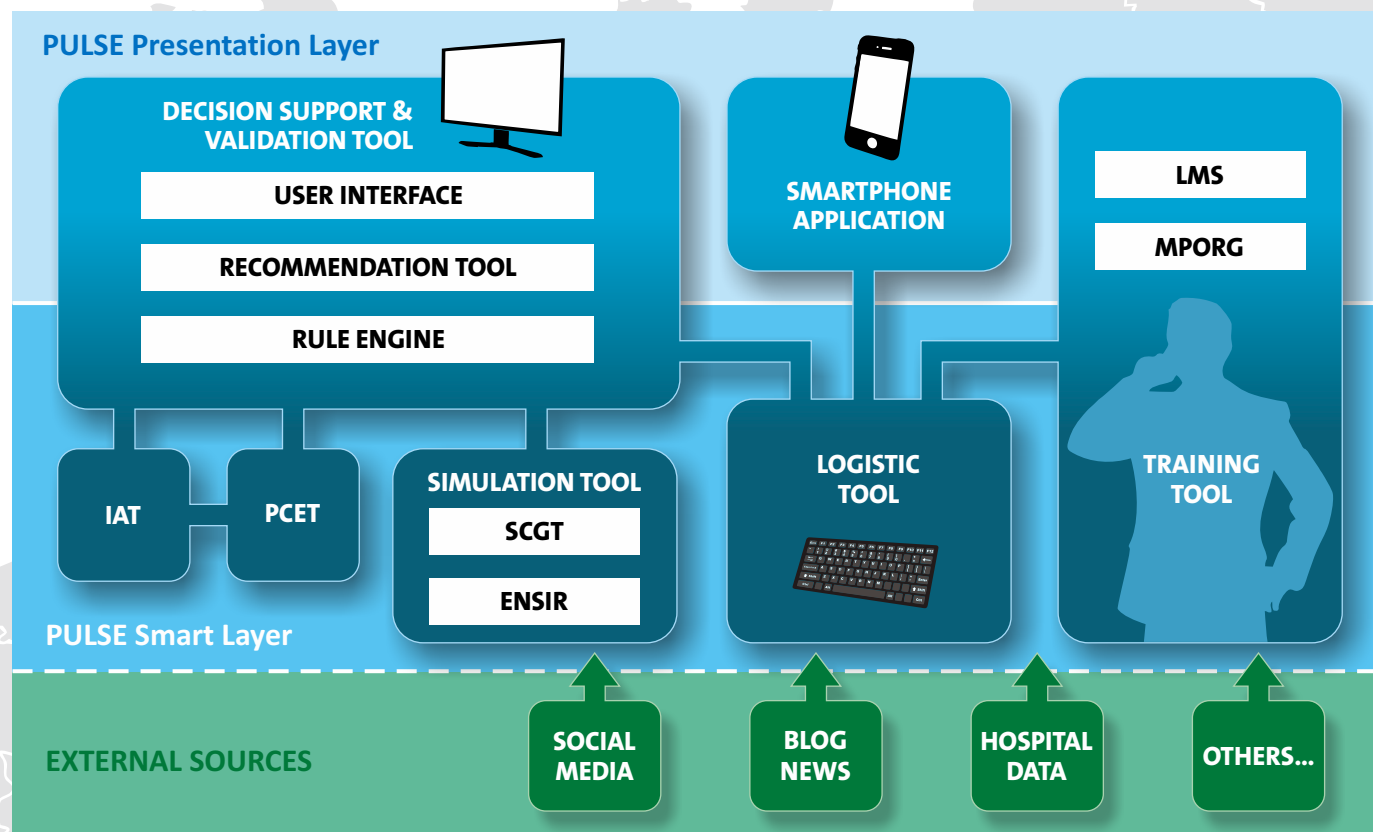 PULSE Presentation Layer
DECISION SUPPORT &
VALIDATION TOOL
USER INTERFACE
RECOMMENDATION TOOL
RULE ENGINE
SMARTPHONE
APPLICATION
LMS
MPORG
IAT
PCET
SIMULATION TOOL
SCGT
ENSIR
LOGISTIC
TOOL
TRAINING
TOOL
PULSE Smart Layer
EXTERNAL SOURCES
SOCIAL
MEDIA
BLOG
NEWS
HOSPITAL
DATA
OTHERS...